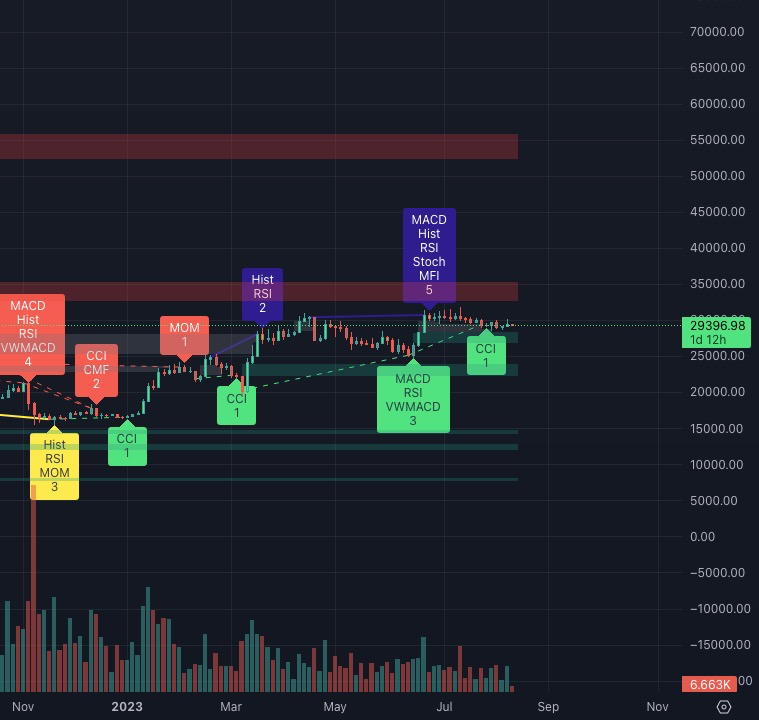 70000.00
65000.00
60000.00
55000.00
50000.00
45000.00
40000.00
35000.00
29396.98
1d 12h
25000.00
20000.00
15000.00
10000.00
5000.00
0.00
−5000.00
−10000.00
−15000.00
6.663K
MACD
Hist
RSI
VWMACD
4
CCI
CMF
2
MOM
1
Hist
RSI
2
MACD
Hist
RSI
Stoch
MFI
5
Hist
RSI
MOM
3
CCI
1
CCI
1
MACD
RSI
VWMACD
3
CCI
1
Nov
2023
Mar
May
Jul
Sep
Nov